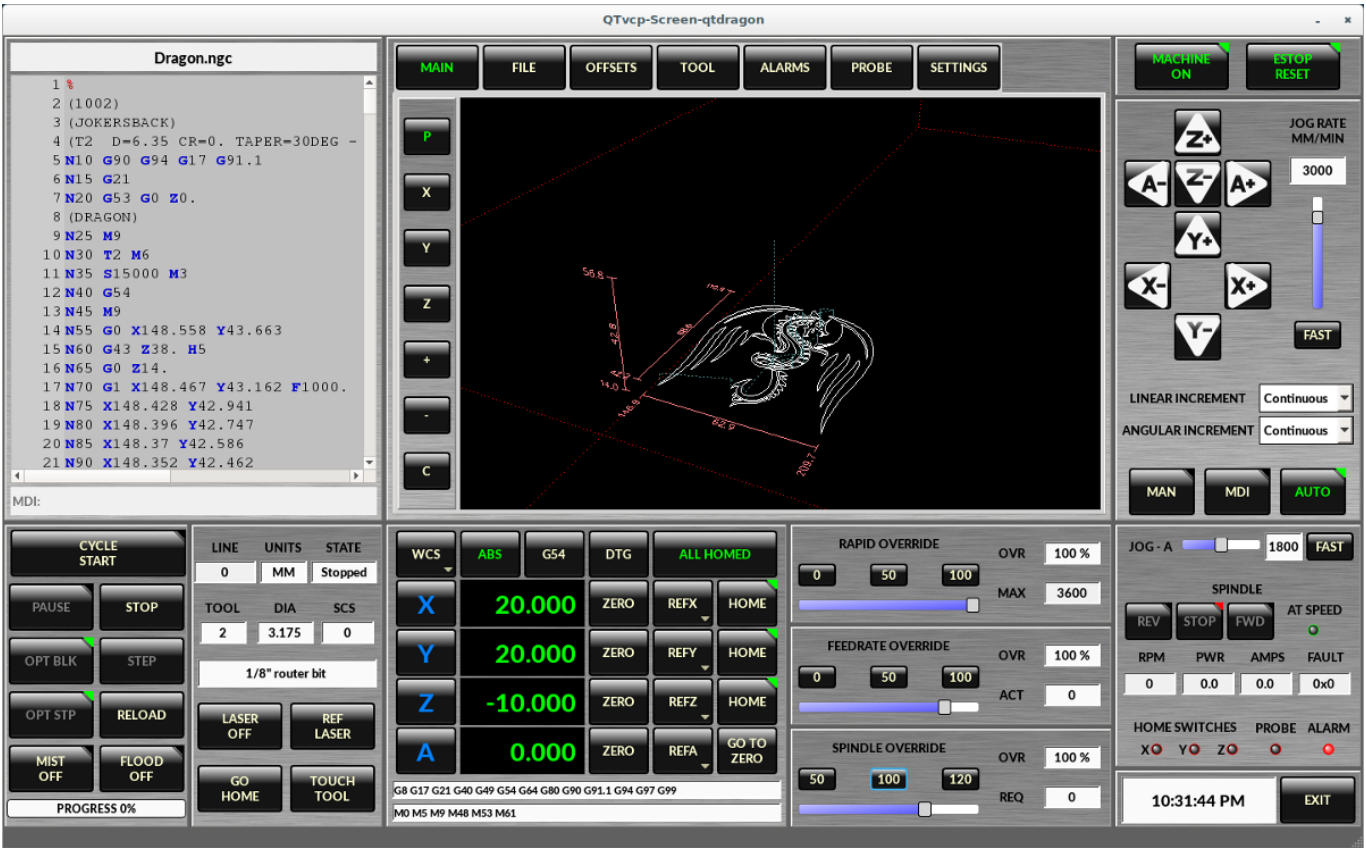 QTvcp-Screen-qtdragon
Dragon.ngc
1 %
2 (1002)
3 (JOKERSBACK)
4 (T2 D=6.35 CR=0. TAPER=30DEG -
5 N10 G90 G94 G17 G91.1
6 N15 G21
7 N20 G53 G0 Z0.
8 (DRAGON)
9 N25 M9
10 N30 T2 M6
11 N35 S15000 M3
12 N40 G54
13 N45 M9
14 N55 G0 X148.558 Y43.663
15 N60 G43 Z38. H5
16 N65 G0 Z14.
17 N70 G1 X148.467 Y43.162 F1000.
18 N75 X148.428 Y42.941
19 N80 X148.396 Y42.747
20 N85 X148.37 Y42.586
21 N90 X148.352 Y42.462
MDI:
MAIN FILE OFFSETS TOOL ALARMS PROBE SETTINGS
P
X
Y
Z
+
-
C
56.8
42.8
14.0
146.9
62.9
209.7
MACHINE
ON
ESTOP
RESET
Z+
A- Z- A+
Y+
X- X+
Y-
JOG RATE
MM/MIN
3000
FAST
LINEAR INCREMENT Continuous
ANGULAR INCREMENT Continuous
MAN MDI AUTO
CYCLE
START
PAUSE STOP
OPT BLK STEP
OPT STP RELOAD
MIST
OFF
FLOOD
OFF
PROGRESS 0%
LINE UNITS STATE
0 MM Stopped
TOOL DIA SCS
2 3.175 0
1/8" router bit
LASER
OFF
REF
LASER
GO
HOME
TOUCH
TOOL
WCS ABS G54 DTG ALL HOMED
X 20.000 ZERO REFX HOME
Y 20.000 ZERO REFY HOME
Z -10.000 ZERO REFZ HOME
A 0.000 ZERO REFA GO TO
ZERO
G8 G17 G21 G40 G49 G54 G64 G80 G90 G91.1 G94 G97 G99
M0 M5 M9 M48 M53 M61
RAPID OVERRIDE
0 50 100
OVR 100 %
MAX 3600
FEEDRATE OVERRIDE
0 50 100
OVR 100 %
ACT 0
SPINDLE OVERRIDE
50 100 120
OVR 100 %
REQ 0
JOG - A 1800 FAST
SPINDLE
REV STOP FWD
AT SPEED
RPM PWR AMPS FAULT
0 0.0 0.0 0x0
HOME SWITCHES PROBE ALARM
X Y Z
10:31:44 PM EXIT